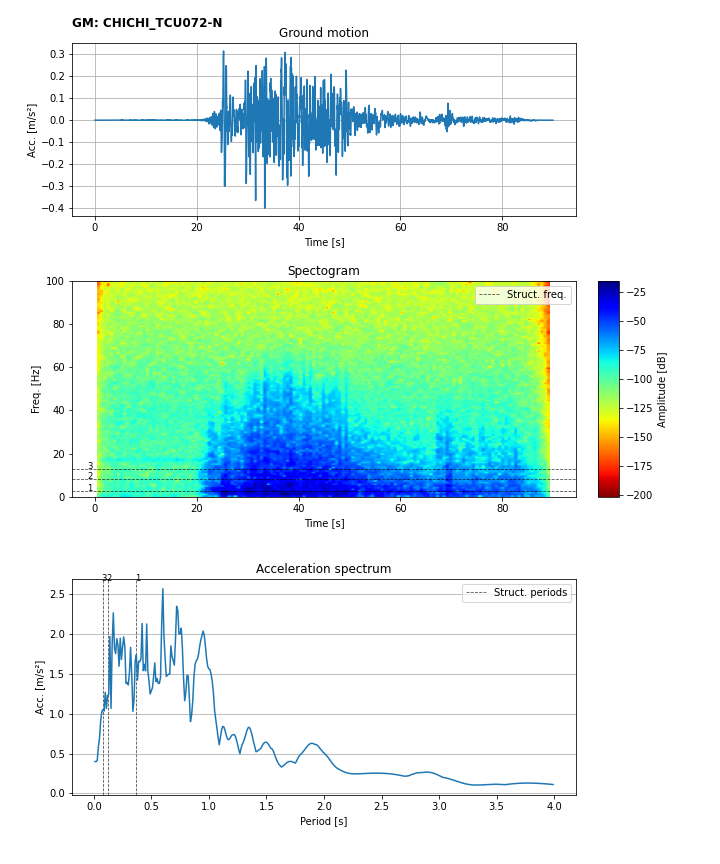 GM: CHICHI_TCU072-N
Ground motion
0.3
0.2
0.1
0.0
−0.1
−0.2
−0.3
−0.4
Acc. [m/s²]
0 20 40 60 80
Time [s]
Spectogram
100
80
60
40
20
0
Freq. [Hz]
Struct. freq.
3
2
1
0 20 40 60 80
Time [s]
−25
−50
−75
−100
−125
−150
−175
−200
Amplitude [dB]
Acceleration spectrum
3 2 1
Struct. periods
2.5
2.0
1.5
1.0
0.5
0.0
Acc. [m/s²]
0.0 0.5 1.0 1.5 2.0 2.5 3.0 3.5 4.0
Period [s]